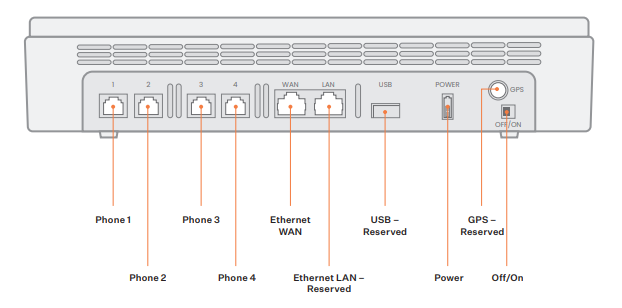 1 2 3 4 WAN LAN USB POWER GPS
OFF/ON
Phone 1 Phone 3 Ethernet
WAN USB –
Reserved GPS –
Reserved
Phone 2 Phone 4 Ethernet LAN –
Reserved Power Off/On